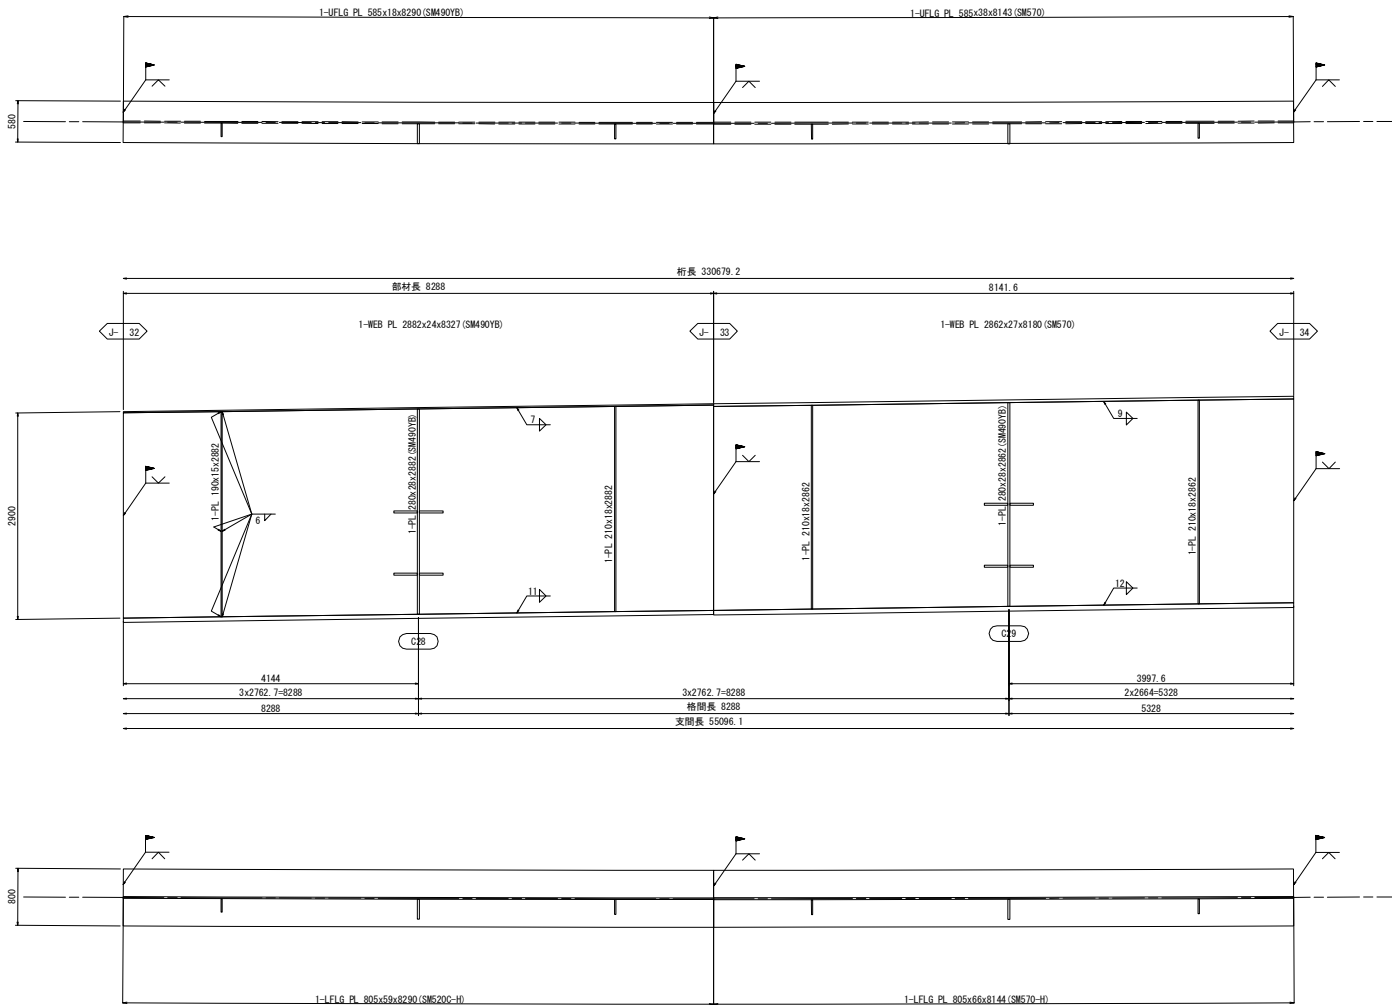 1-UFLG PL 585x18x8290(SM490YB)
1-UFLG PL 585x38x8143(SM570)
580
桁長 330679.2
部材長 8288
8141.6
1-WEB PL 2882x24x8327(SM490YB)
1-WEB PL 2862x27x8180(SM570)
J- 32
J- 33
J- 34
2900
1-PL 190x15x2882
6
1-PL 280x28x2882(SM490YB)
7
11
1-PL 210x18x2882
1-PL 210x18x2862
1-PL 280x28x2862(SM490YB)
9
12
1-PL 210x18x2862
C28
C29
4144
3997.6
3x2762.7=8288
3x2762.7=8288
2x2664=5328
8288
格間長 8288
5328
支間長 55096.1
800
1-LFLG PL 805x59x8290(SM520C-H)
1-LFLG PL 805x66x8144(SM570-H)